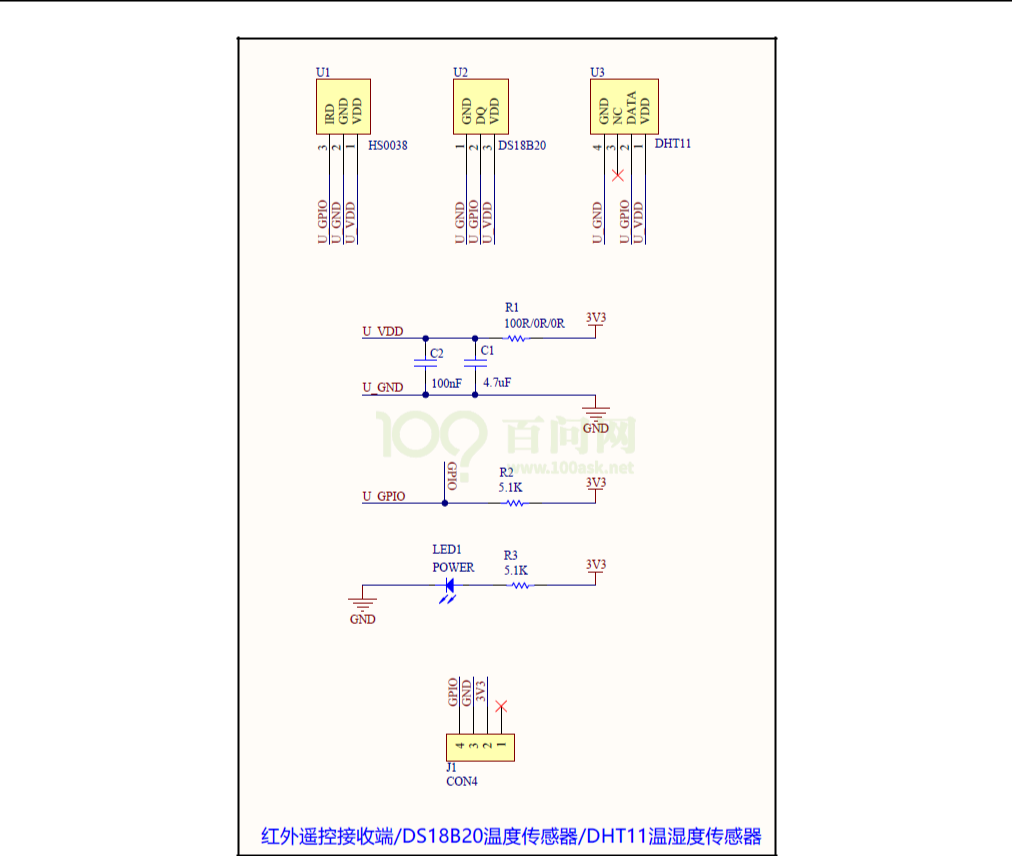 U1
U2
U3
IRD
GND
VDD
GND
DQ
VDD
GND
NC
DATA
VDD
3
2
1
HS0038
1
2
3
DS18B20
4
3
2
1
DHT11
U_GPIO
U_GND
U_VDD
U_GND
U_GPIO
U_VDD
U_GND
U_GPIO
U_VDD
R1
100R/0R/0R
3V3
U_VDD
C2
C1
100nF
4.7uF
U_GND
GND
100
百问网
www.100ask.net
GPIO
R2
5.1K
3V3
U_GPIO
LED1
POWER
R3
5.1K
3V3
GND
GPIO
GND
3V3
4
3
2
1
J1
CON4
红外遥控接收端/DS18B20温度传感器/DHT11温湿度传感器